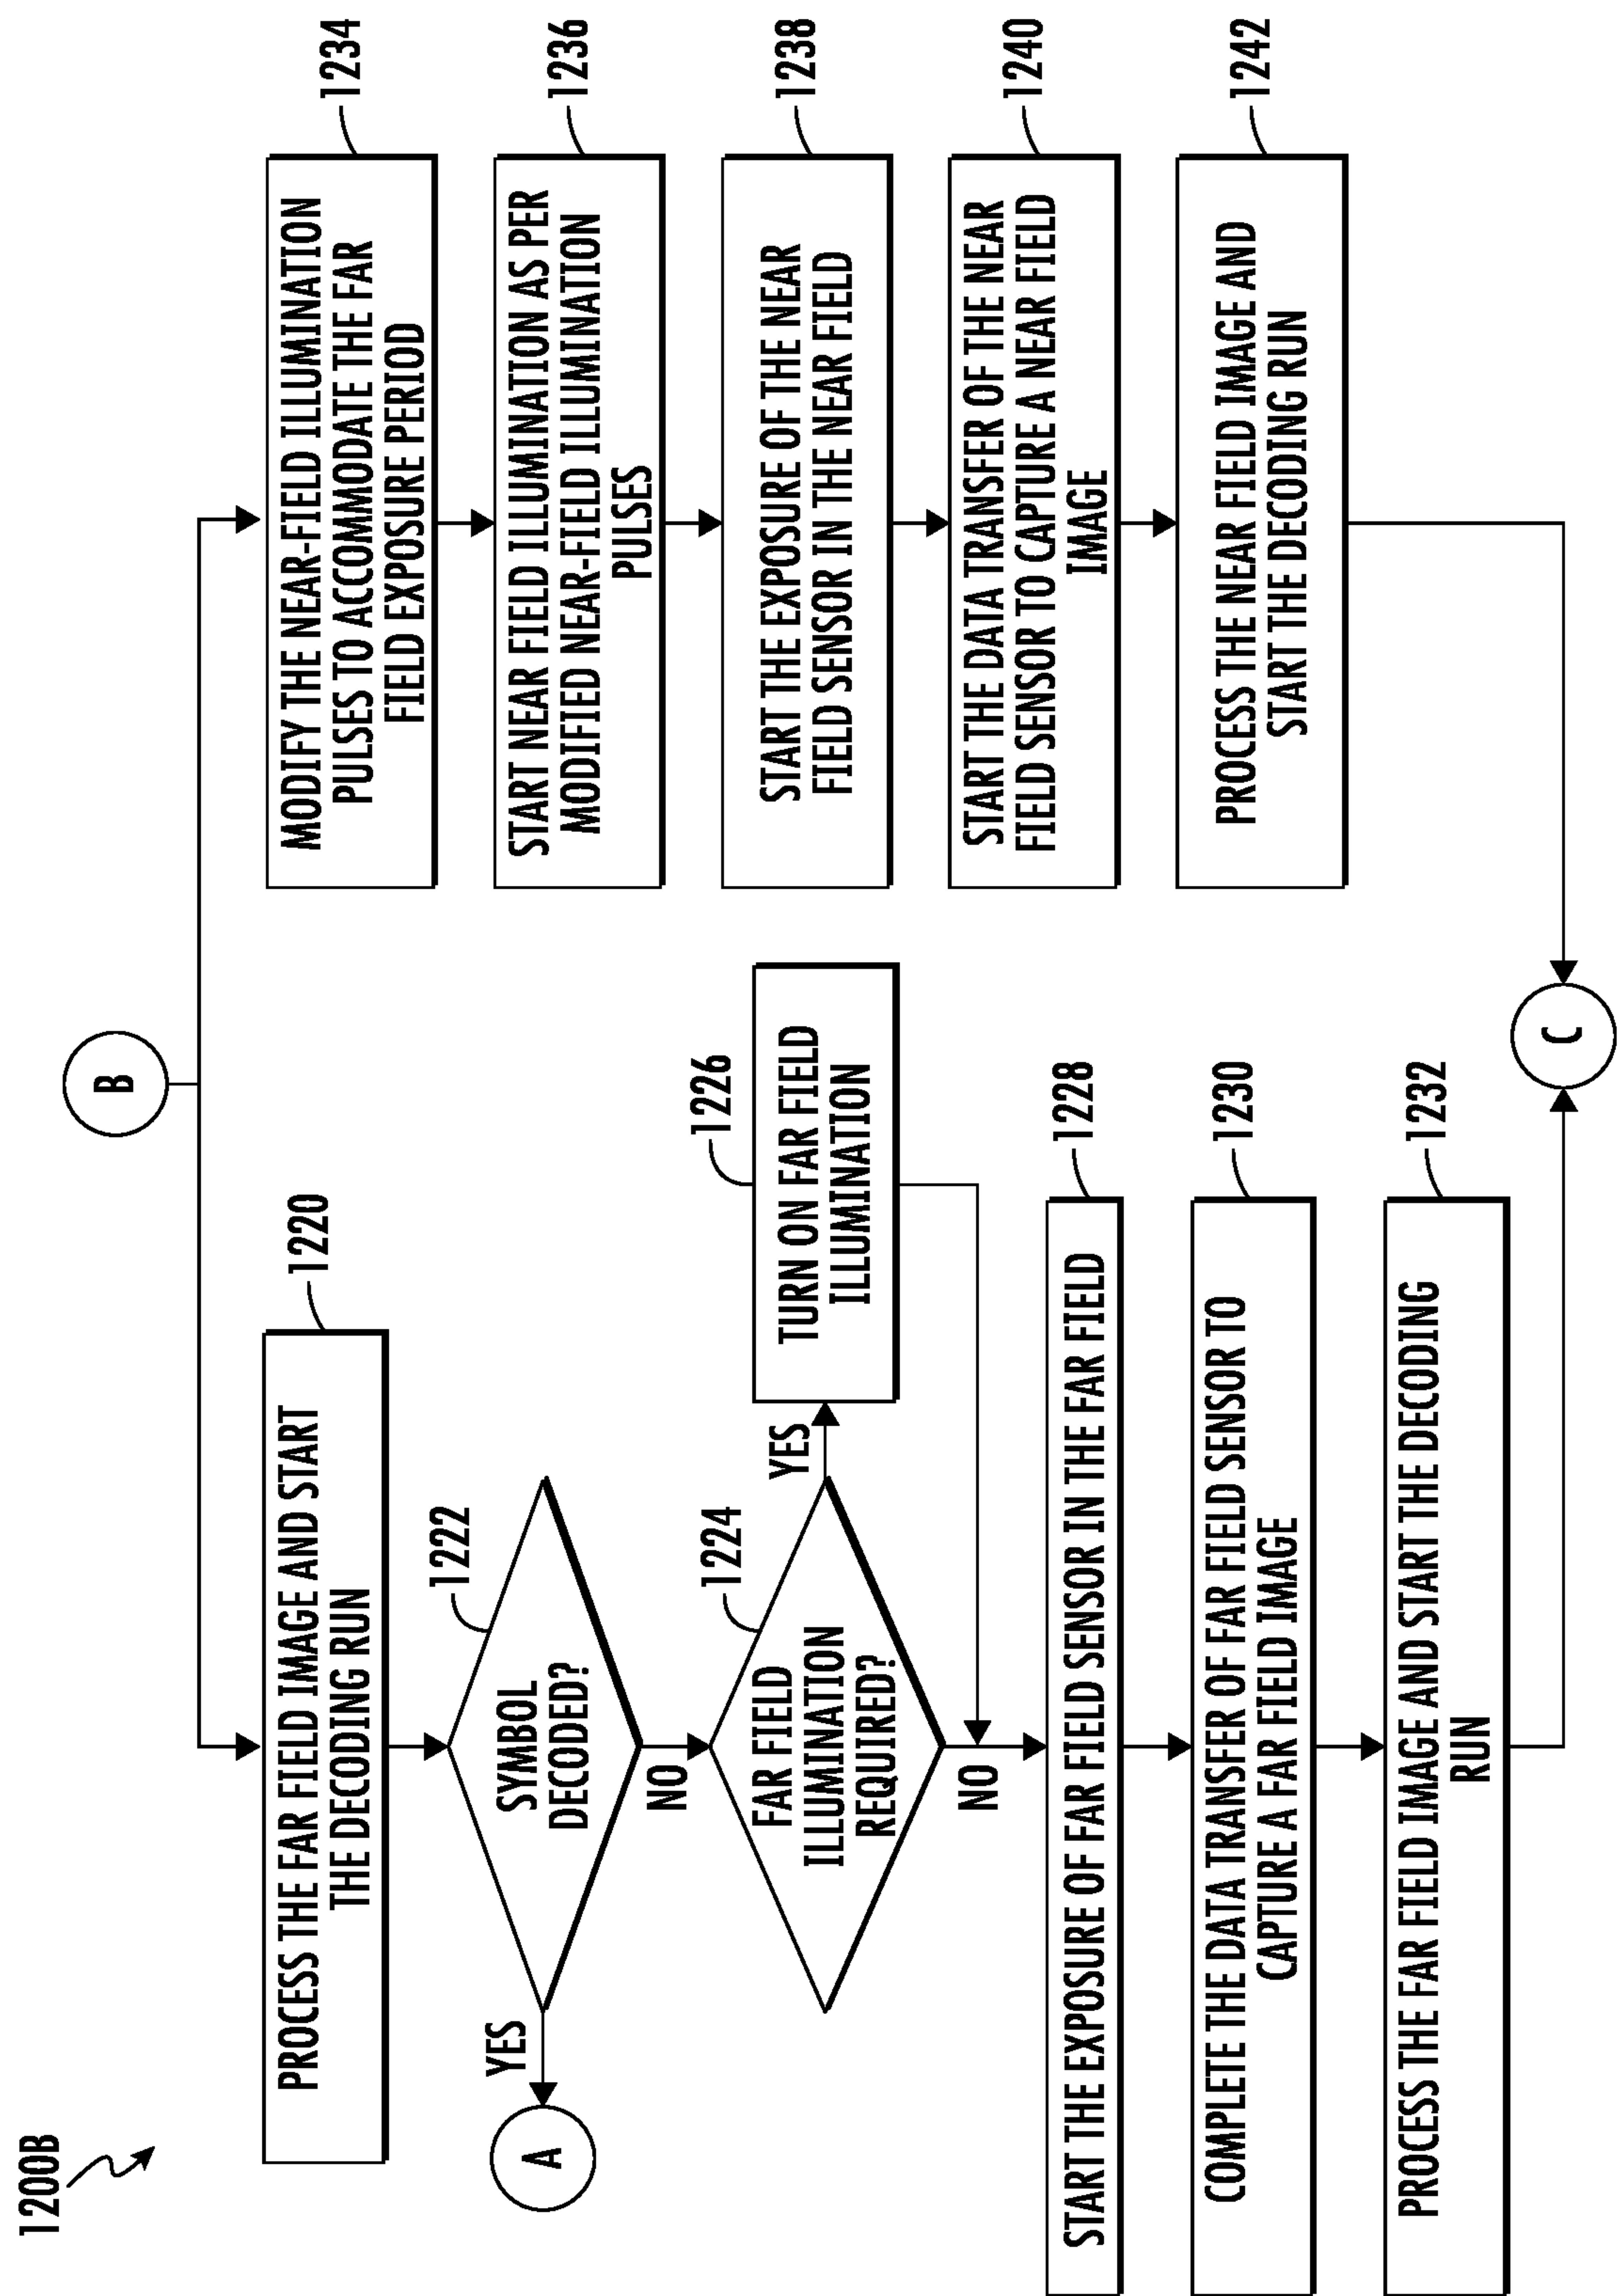 1200B
B
1220
PROCESS THE FAR FIELD IMAGE AND START
THE DECODING RUN
1222
SYMBOL
DECODED?
YES
A
NO
1224
FAR FIELD
ILLUMINATION
REQUIRED?
YES
1226
TURN ON FAR FIELD
ILLUMINATION
NO
1228
START THE EXPOSURE OF FAR FIELD SENSOR IN THE FAR FIELD
1230
COMPLETE THE DATA TRANSFER OF FAR FIELD SENSOR TO
CAPTURE A FAR FIELD IMAGE
1232
PROCESS THE FAR FIELD IMAGE AND START THE DECODING
RUN
1234
MODIFY THE NEAR-FIELD ILLUMINATION
PULSES TO ACCOMMODATE THE FAR
FIELD EXPOSURE PERIOD
1236
START NEAR FIELD ILLUMINATION AS PER
MODIFIED NEAR-FIELD ILLUMINATION
PULSES
1238
START THE EXPOSURE OF THE NEAR
FIELD SENSOR IN THE NEAR FIELD
1240
START THE DATA TRANSFER OF THE NEAR
FIELD SENSOR TO CAPTURE A NEAR FIELD
IMAGE
1242
PROCESS THE NEAR FIELD IMAGE AND
START THE DECODING RUN
C